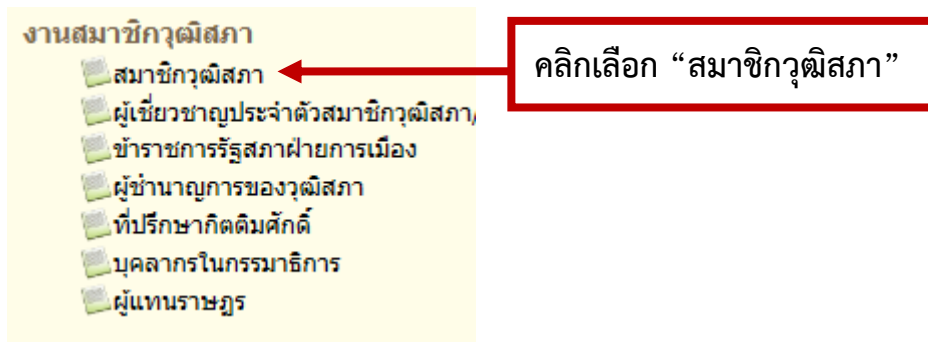 งานสมาชิกวุฒิสภา
สมาชิกวุฒิสภา
คลิกเลือก “สมาชิกวุฒิสภา”
ผู้เชี่ยวชาญประจำตัวสมาชิกวุฒิสภา/
ข้าราชการรัฐสภาฝ่ายการเมือง
ผู้ชำนาญการของวุฒิสภา
ที่ปรึกษากิตติมศักดิ์
บุคลากรในกรรมาธิการ
ผู้แทนราษฎร